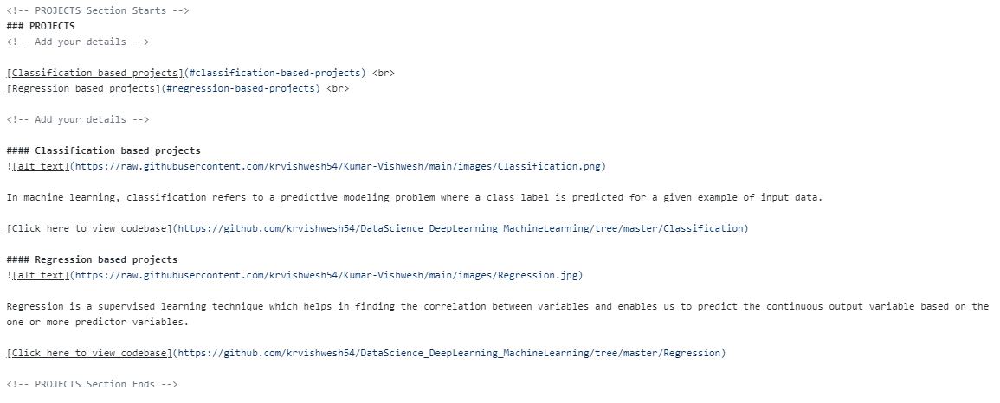 <!-- PROJECTS Section Starts -->
### PROJECTS
<!-- Add your details -->
[Classification based projects](#classification-based-projects) <br>
[Regression based projects](#regression-based-projects) <br>
<!-- Add your details -->
#### Classification based projects
![alt text](https://raw.githubusercontent.com/krvishwesh54/Kumar-Vishwesh/main/images/Classification.png)
In machine learning, classification refers to a predictive modeling problem where a class label is predicted for a given example of input data.
[Click here to view codebase](https://github.com/krvishwesh54/DataScience_DeepLearning_MachineLearning/tree/master/Classification)
#### Regression based projects
![alt text](https://raw.githubusercontent.com/krvishwesh54/Kumar-Vishwesh/main/images/Regression.jpg)
Regression is a supervised learning technique which helps in finding the correlation between variables and enables us to predict the continuous output variable based on the
one or more predictor variables.
[Click here to view codebase](https://github.com/krvishwesh54/DataScience_DeepLearning_MachineLearning/tree/master/Regression)
<!-- PROJECTS Section Ends -->